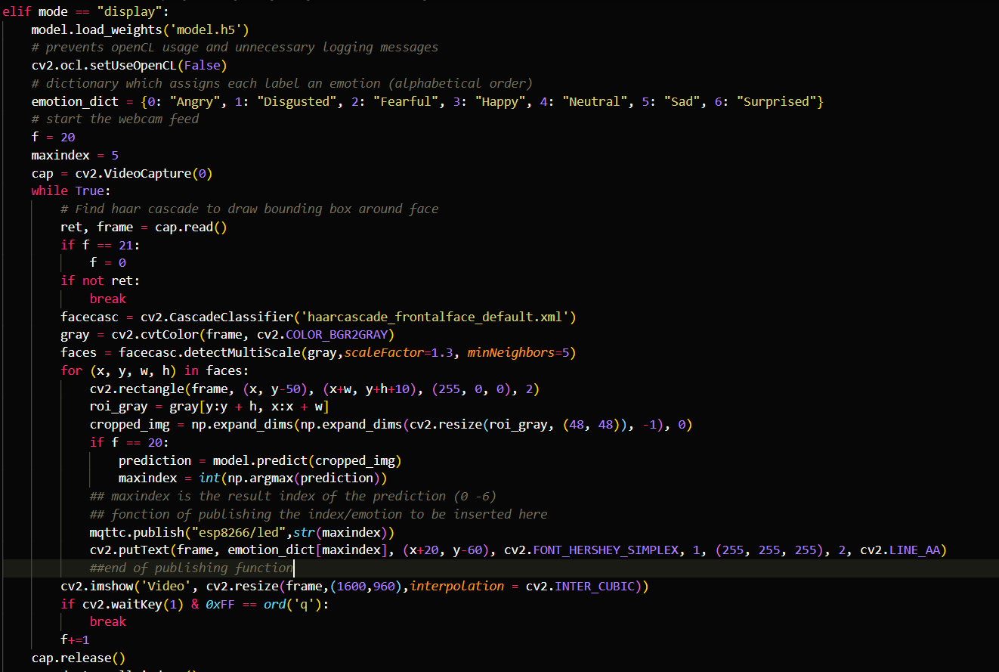 elif mode == "display":
    model.load_weights('model.h5')
    # prevents openCL usage and unnecessary logging messages
    cv2.ocl.setUseOpenCL(False)
    # dictionary which assigns each label an emotion (alphabetical order)
    emotion_dict = {0: "Angry", 1: "Disgusted", 2: "Fearful", 3: "Happy", 4: "Neutral", 5: "Sad", 6: "Surprised"}
    # start the webcam feed
    f = 20
    maxindex = 5
    cap = cv2.VideoCapture(0)
    while True:
        # Find haar cascade to draw bounding box around face
        ret, frame = cap.read()
        if f == 21:
            f = 0
        if not ret:
            break
        facecasc = cv2.CascadeClassifier('haarcascade_frontalface_default.xml')
        gray = cv2.cvtColor(frame, cv2.COLOR_BGR2GRAY)
        faces = facecasc.detectMultiScale(gray,scaleFactor=1.3, minNeighbors=5)
        for (x, y, w, h) in faces:
            cv2.rectangle(frame, (x, y-50), (x+w, y+h+10), (255, 0, 0), 2)
            roi_gray = gray[y:y + h, x:x + w]
            cropped_img = np.expand_dims(np.expand_dims(cv2.resize(roi_gray, (48, 48)), -1), 0)
            if f == 20:
                prediction = model.predict(cropped_img)
                maxindex = int(np.argmax(prediction))
            ## maxindex is the result index of the prediction (0 -6)
            ## fonction of publishing the index/emotion to be inserted here
            mqttc.publish("esp8266/led",str(maxindex))
            cv2.putText(frame, emotion_dict[maxindex], (x+20, y-60), cv2.FONT_HERSHEY_SIMPLEX, 1, (255, 255, 255), 2, cv2.LINE_AA)
            ##end of publishing function
        cv2.imshow('Video', cv2.resize(frame,(1600,960),interpolation = cv2.INTER_CUBIC))
        if cv2.waitKey(1) & 0xFF == ord('q'):
            break
        f+=1
    cap.release()